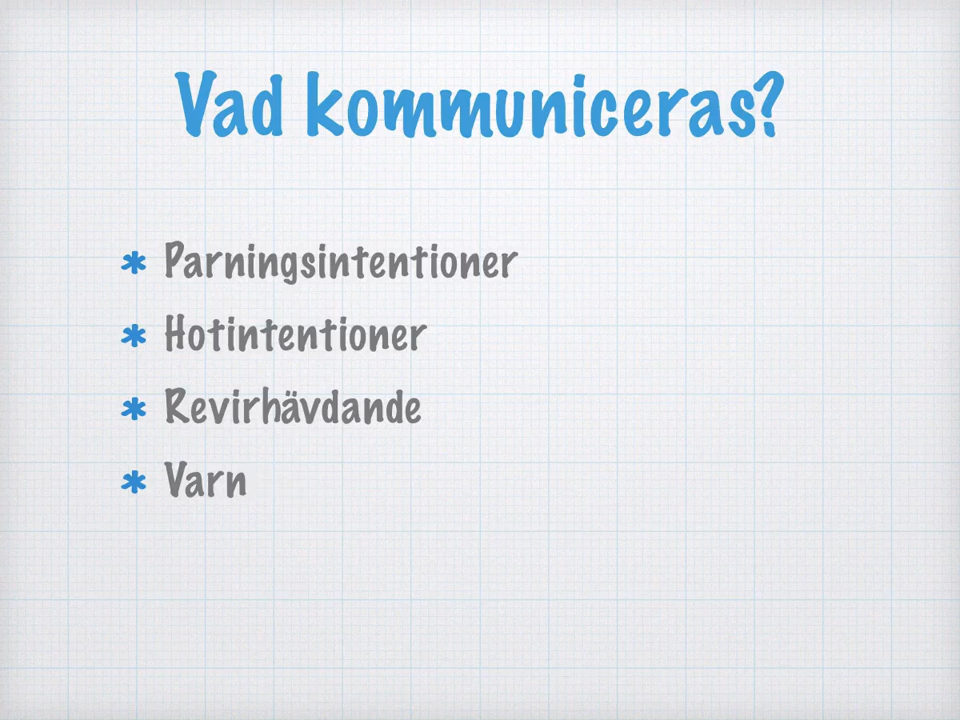 Vad kommuniceras?
* Parningsintentioner
* Hotintentioner
* Revirhävdande
* Varn